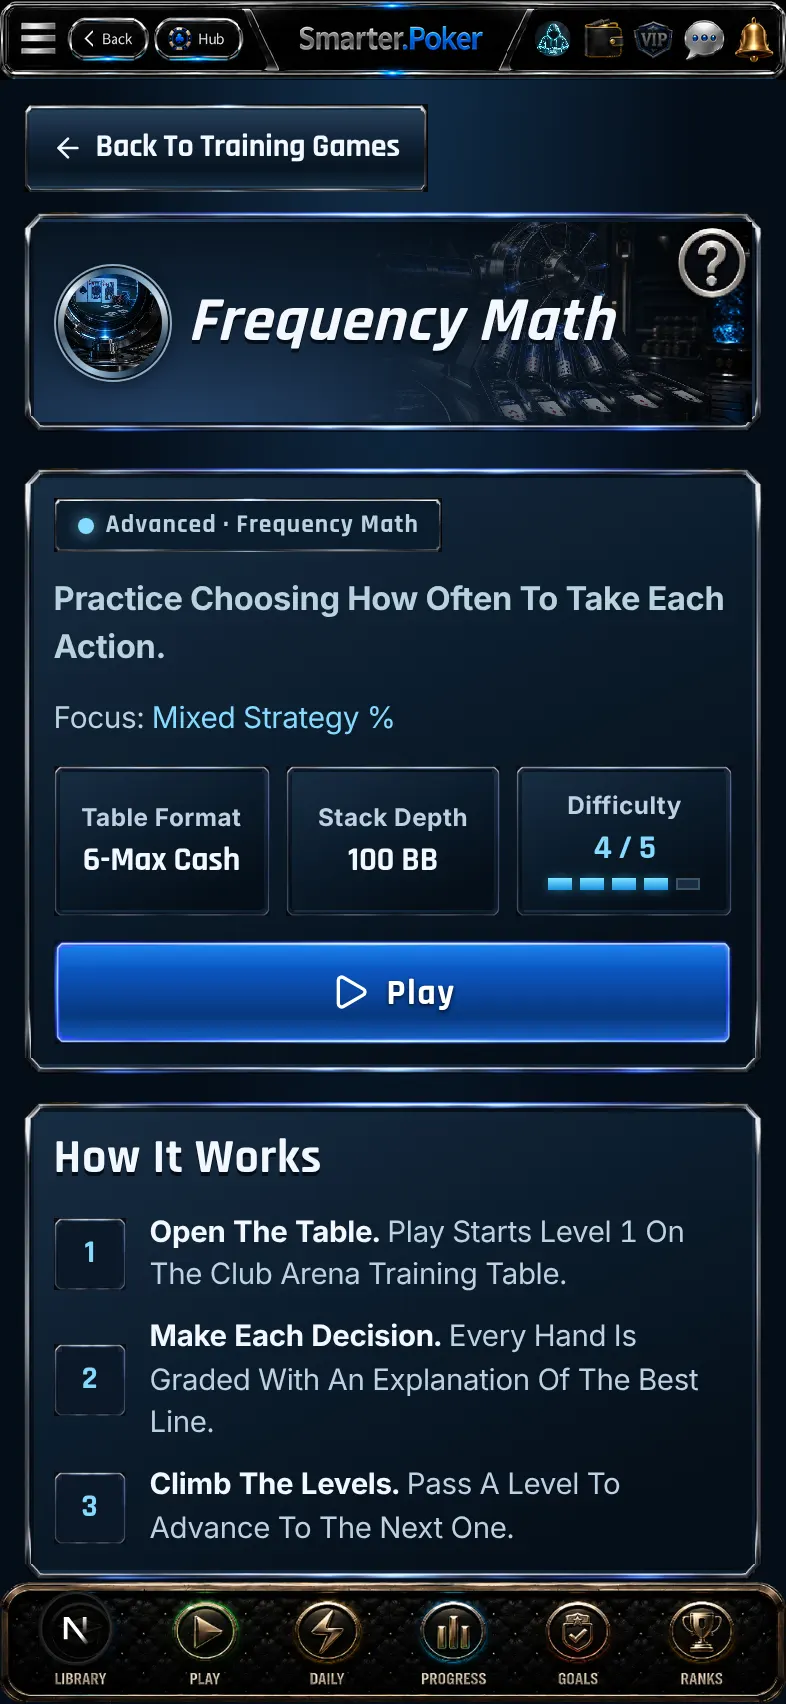 Back
Hub
Smarter.Poker
VIP
Back To Training Games
?
Frequency Math
Advanced · Frequency Math
Practice Choosing How Often To Take Each
Action.
Focus: Mixed Strategy %
Table Format
6-Max Cash
Stack Depth
100 BB
Difficulty
4 / 5
Play
How It Works
1
Open The Table. Play Starts Level 1 On
The Club Arena Training Table.
2
Make Each Decision. Every Hand Is
Graded With An Explanation Of The Best
Line.
3
Climb The Levels. Pass A Level To
Advance To The Next One.
N
LIBRARY
PLAY
DAILY
PROGRESS
GOALS
RANKS